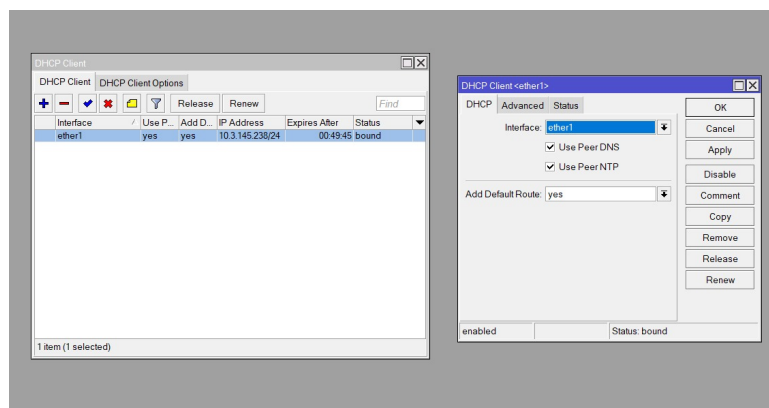 DHCP Client
DHCP Client DHCP Client Options
Release Renew Find
Interface Use P... Add D... IP Address Expires After Status
ether1 yes yes 10.3.145.238/24 00:49:45 bound
1 item (1 selected)
DHCP Client <ether1>
DHCP Advanced Status
Interface: ether1
Use Peer DNS
Use Peer NTP
Add Default Route: yes
OK
Cancel
Apply
Disable
Comment
Copy
Remove
Release
Renew
enabled Status: bound